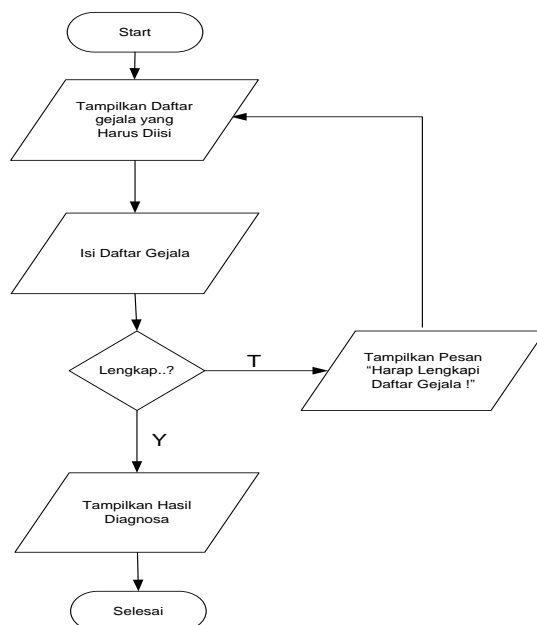 Start
Tampilkan Daftar
gejala yang
Harus Diisi
Isi Daftar Gejala
Lengkap..?
T
Tampilkan Pesan
“Harap Lengkapi
Daftar Gejala !”
Y
Tampilkan Hasil
Diagnosa
Selesai